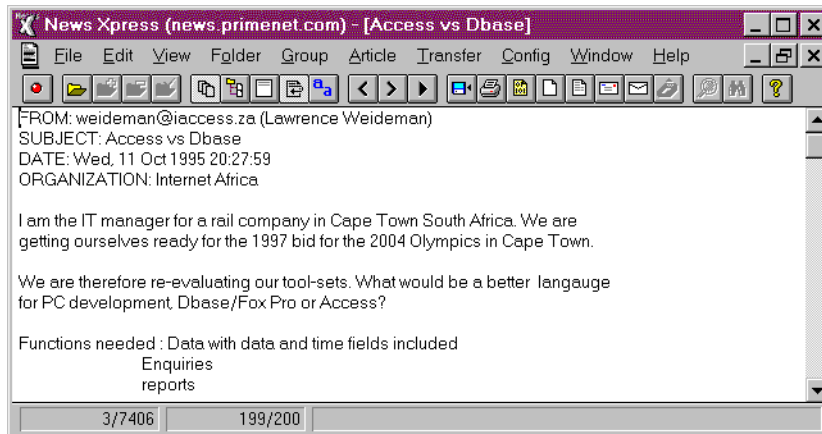 News Xpress (news.primenet.com) - [Access vs Dbase]
File Edit View Folder Group Article Transfer Config Window Help
FROM: weideman@iaccess.za (Lawrence Weideman)
SUBJECT: Access vs Dbase
DATE: Wed, 11 Oct 1995 20:27:59
ORGANIZATION: Internet Africa
I am the IT manager for a rail company in Cape Town South Africa. We are
getting ourselves ready for the 1997 bid for the 2004 Olympics in Cape Town.
We are therefore re-evaluating our tool-sets. What would be a better langauge
for PC development, Dbase/Fox Pro or Access?
Functions needed : Data with data and time fields included
Enquiries
reports
3/7406 199/200